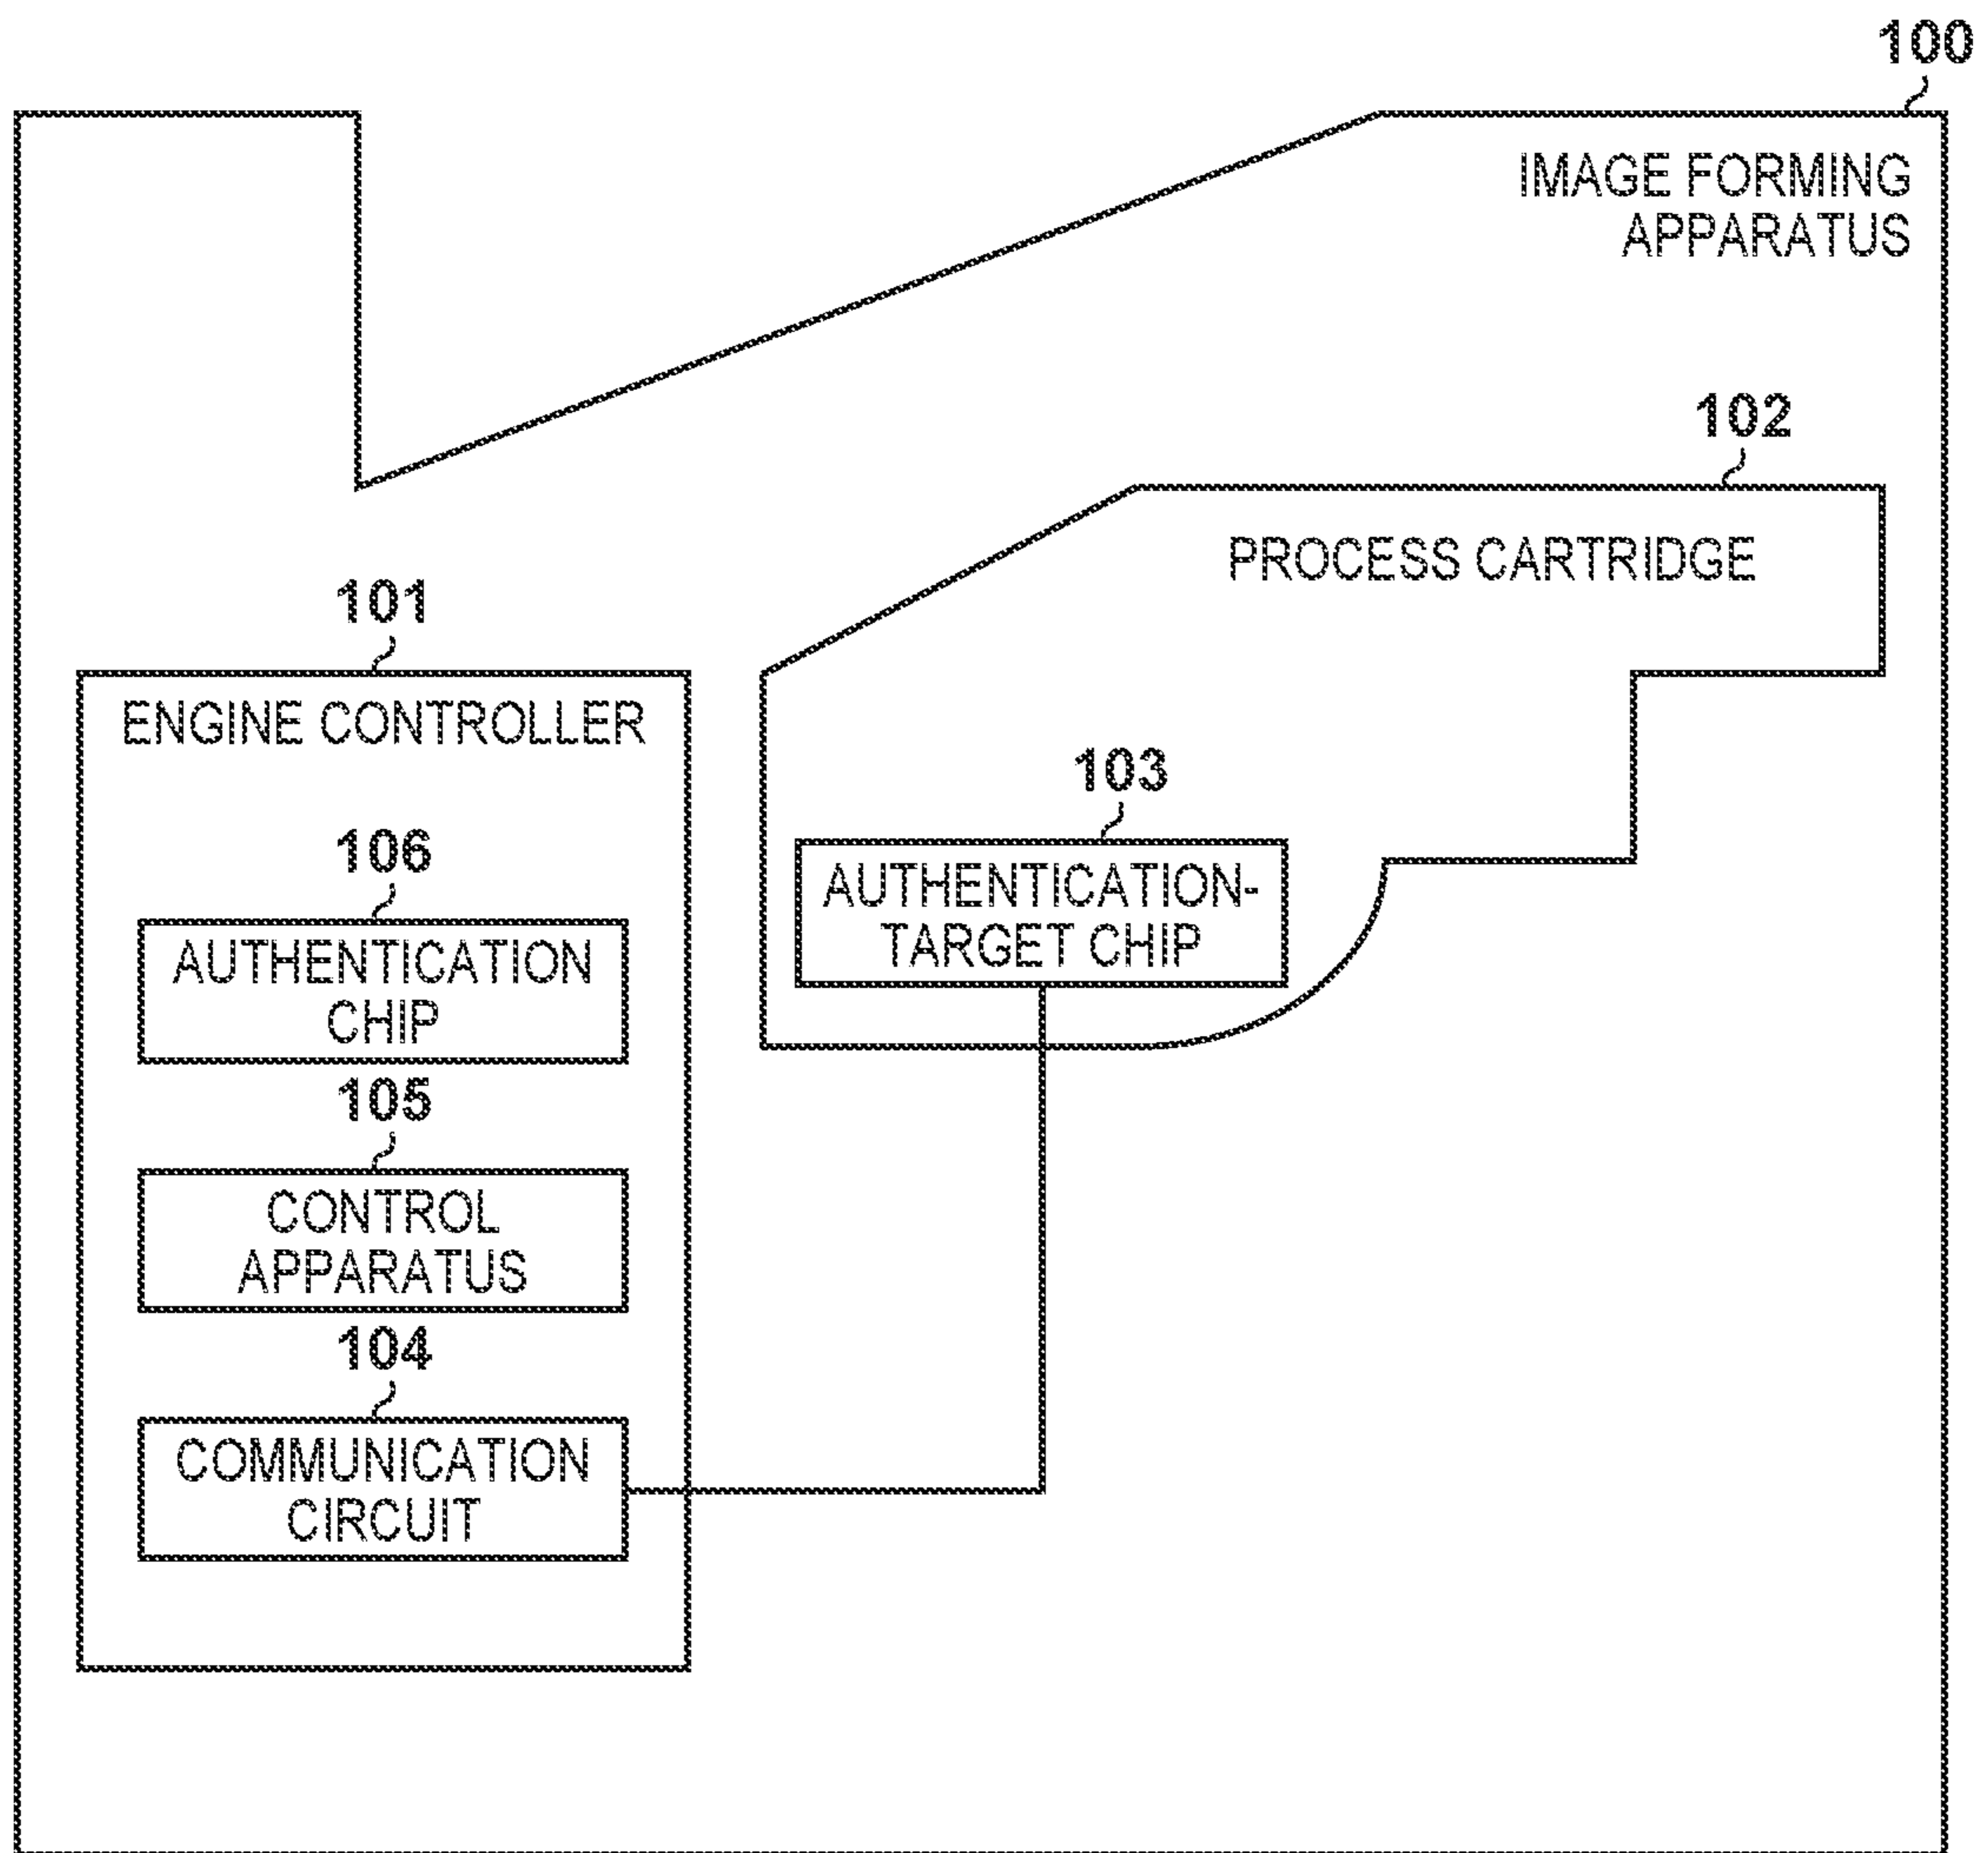 100
IMAGE FORMING
APPARATUS
102
PROCESS CARTRIDGE
101
ENGINE CONTROLLER
103
AUTHENTICATION-
TARGET CHIP
106
AUTHENTICATION
CHIP
105
CONTROL
APPARATUS
104
COMMUNICATION
CIRCUIT